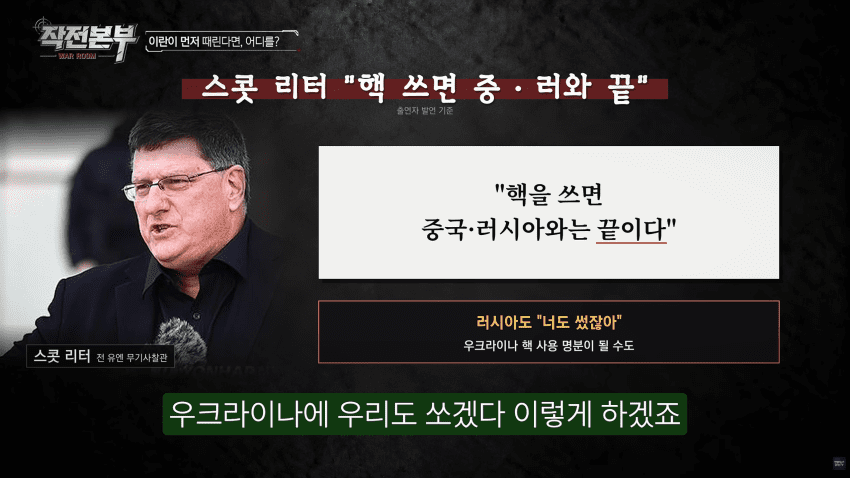 작전본부
WAR ROOM
이란이 먼저 때린다면, 어디를?
스콧 리터 "핵 쓰면 중·러와 끝"
출연자 발언 기준
"핵을 쓰면
중국·러시아와는 끝이다"
러시아도 "너도 썼잖아"
우크라이나 핵 사용 명분이 될 수도
스콧 리터 전 유엔 무기사찰관
우크라이나에 우리도 쏘겠다 이렇게 하겠죠